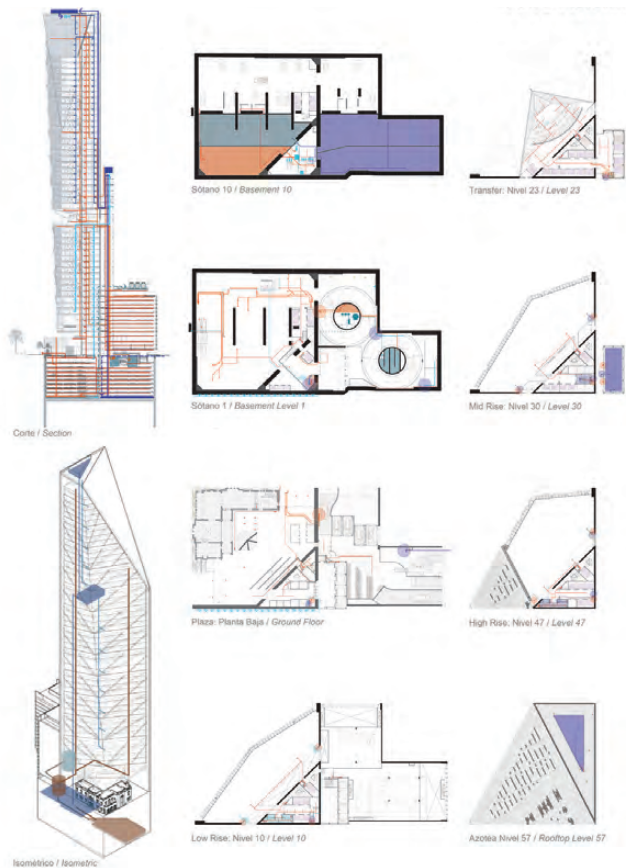 Sótano 10 / Basement 10
Transfer: Nivel 23 / Level 23
Sótano 1 / Basement Level 1
Mid Rise: Nivel 30 / Level 30
Corte / Section
Plaza: Planta Baja / Ground Floor
High Rise: Nivel 47 / Level 47
Low Rise: Nivel 10 / Level 10
Azotea Nivel 57 / Rooftop Level 57
Isométrico / Isometric